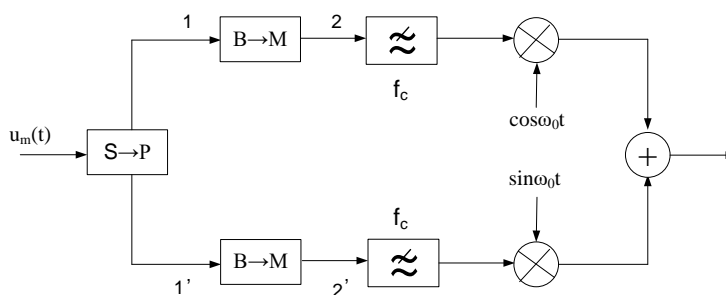 1
B→M
2
f_c
cosω₀t
u_m(t)
S→P
+
sinω₀t
f_c
1'
B→M
2'